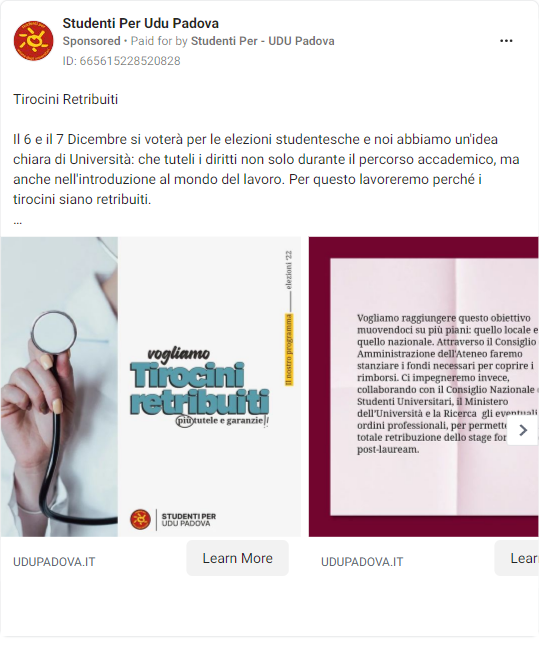 Studenti Per Udu Padova
Sponsored • Paid for by Studenti Per - UDU Padova
ID: 665615228520828
Tirocini Retribuiti
Il 6 e il 7 Dicembre si voterà per le elezioni studentesche e noi abbiamo un'idea
chiara di Università: che tuteli i diritti non solo durante il percorso accademico, ma
anche nell'introduzione al mondo del lavoro. Per questo lavoreremo perché i
tirocini siano retribuiti.
...
Il nostro programma ____ elezioni '22
vogliamo
Tirocini
retribuiti
più tutele e garanzie!
STUDENTI PER
UDU PADOVA
Vogliamo raggiungere questo obiettivo
muovendoci su più piani: quello locale e
quello nazionale. Attraverso il Consiglio
Amministrazione dell'Ateneo faremo
stanziare i fondi necessari per coprire i
rimborsi. Ci impegneremo invece,
collaborando con il Consiglio Nazionale
Studenti Universitari, il Ministero
dell'Università e la Ricerca gli eventuali
ordini professionali, per permett
totale retribuzione dello stage for
post-lauream.
UDUPADOVA.IT
Learn More
UDUPADOVA.IT
Lear